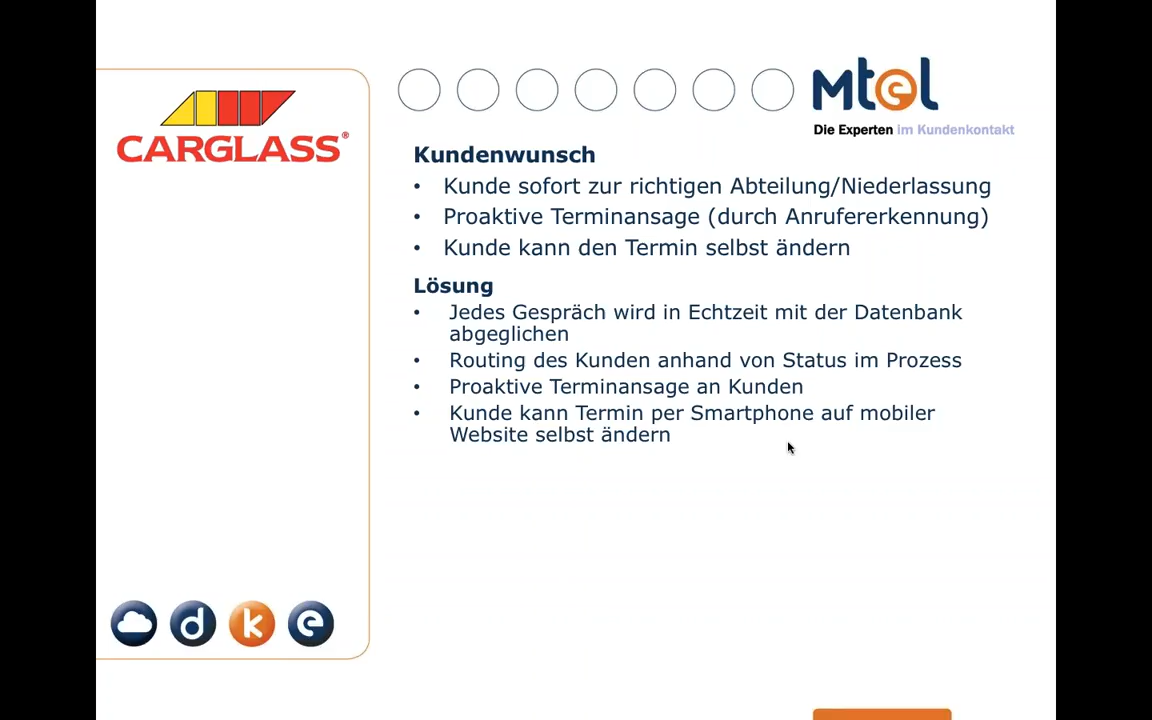 CARGLASS®
mtel
Die Experten im Kundenkontakt
Kundenwunsch
• Kunde sofort zur richtigen Abteilung/Niederlassung
• Proaktive Terminansage (durch Anrufererkennung)
• Kunde kann den Termin selbst ändern
Lösung
• Jedes Gespräch wird in Echtzeit mit der Datenbank
abgeglichen
• Routing des Kunden anhand von Status im Prozess
• Proaktive Terminansage an Kunden
• Kunde kann Termin per Smartphone auf mobiler
Website selbst ändern
d k e